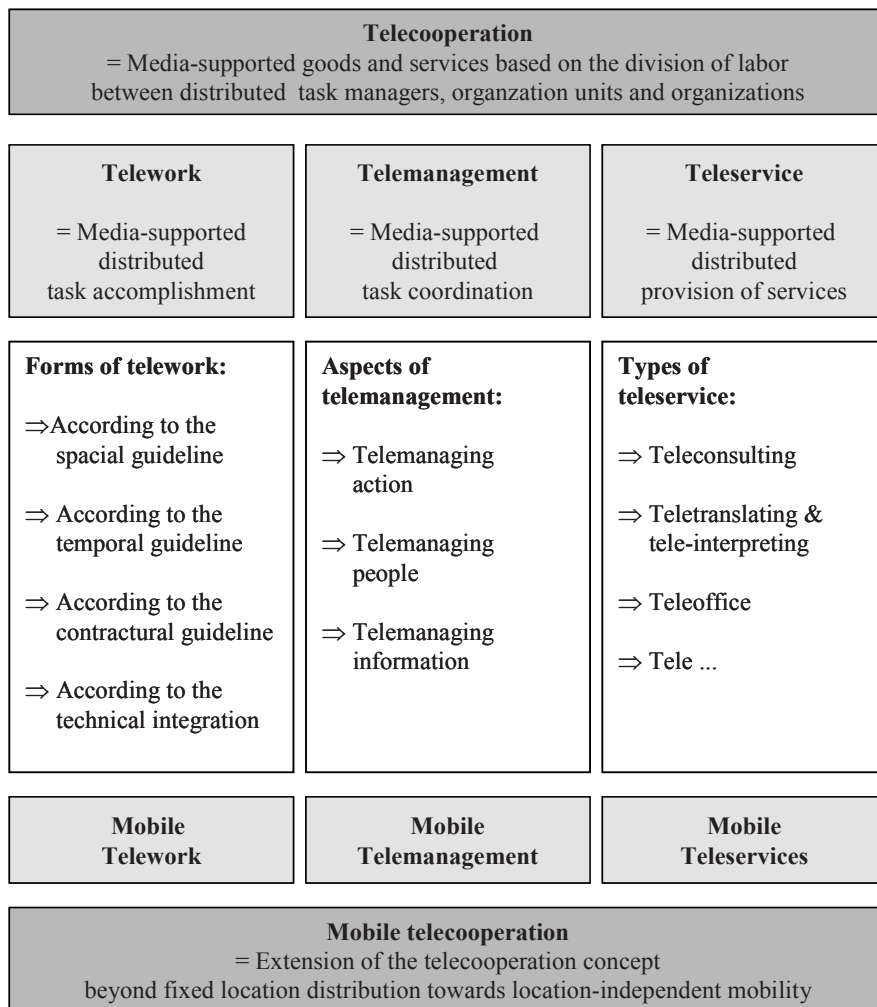 Telecooperation
= Media-supported goods and services based on the division of labor
between distributed task managers, organzation units and organizations
Telework
= Media-supported
distributed
task accomplishment
Telemanagement
= Media-supported
distributed
task coordination
Teleservice
= Media-supported
distributed
provision of services
Forms of telework:
⇒According to the
spacial guideline
⇒ According to the
temporal guideline
⇒ According to the
contractural guideline
⇒ According to the
technical integration
Aspects of
telemanagement:
⇒ Telemanaging
action
⇒ Telemanaging
people
⇒ Telemanaging
information
Types of
teleservice:
⇒ Teleconsulting
⇒ Teletranslating &
tele-interpreting
⇒ Teleoffice
⇒ Tele ...
Mobile
Telework
Mobile
Telemanagement
Mobile
Teleservices
Mobile telecooperation
= Extension of the telecooperation concept
beyond fixed location distribution towards location-independent mobility